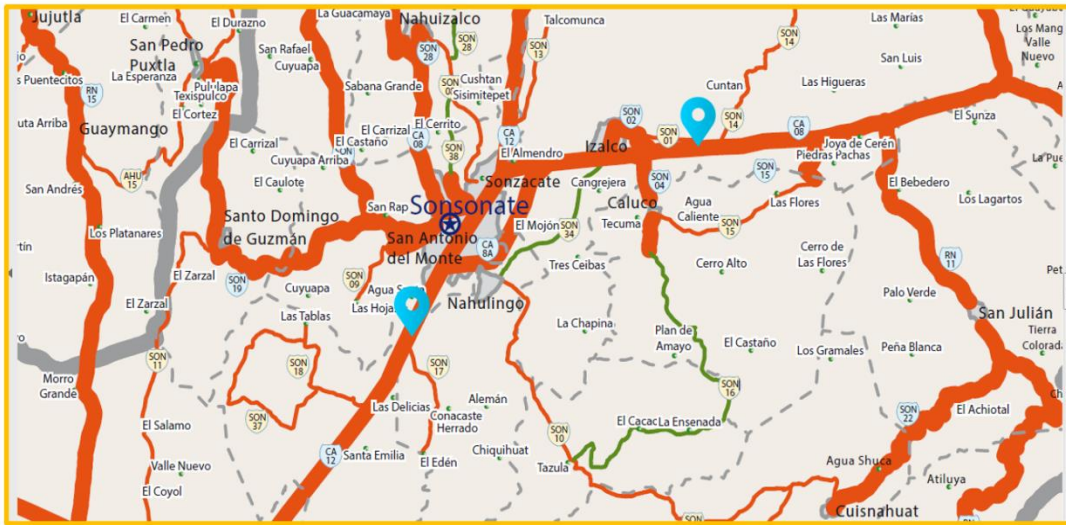 Jujutla
El Carmen
El Durazno
La Guacamaya
Nahuizalco
SON
28
Talcomunca
SON
13
SON
14
Las Marías
Los Mang
Valle
Nuevo
San Pedro
Puxtla
San Rafael
Cuyuapa
SON
28
San Luis
s Puentecitos
La Esperanza
Texispulco
El Cortez
Sabana Grande
Cushtan
Sisimitepet
Cuntan
Las Higueras
RN
15
uta Arriba
Guaymango
El Carrizal
El Castaño
El Carrizal
El Cerrito
CA
08
SON
38
CA
12
El Almendro
Izalco
SON
02
SON
01
SON
14
CA
08
Joya de Cerén
Piedras Pachas
El Sunza
Cuyuapa Arriba
AHU
15
San Andrés
El Caulote
San Rap
Sonzacate
Cangrejera
SON
04
SON
15
El Bebedero
Los Lagartos
Sonsonate
Caluco
Agua
Caliente
Las Flores
Santo Domingo
de Guzmán
San Antonio
del Monte
El Mojón
SON
34
Tecuma
SON
15
Los Platanares
CA
8A
Cerro de
Las Flores
RN
11
Istagapán
El Zarzal
SON
19
Cuyuapa
SON
09
Tres Ceibas
Cerro Alto
El Zarzal
Las Tablas
Las Hojas
Nahulingo
Palo Verde
San Julián
La Chapina
Plan de
Amayo
El Castaño
Los Gramales
Peña Blanca
Tierra
Colorad
SON
11
SON
18
SON
17
Morro
Grande
SON
16
SON
37
Las Delicias
Alemán
Conacaste
Herrado
El Cacac
La Ensenada
SON
22
El Achiotal
El Salamo
SON
10
CA
12
Santa Emilia
El Edén
Chiquihuat
Tazula
Valle Nuevo
El Coyol
Agua Shuca
Atiluya
Cuisnahuat
SON